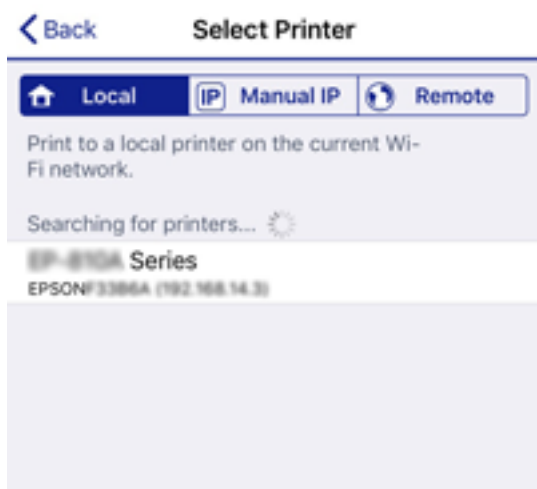 Back
Select Printer
Local
IP Manual IP
Remote
Print to a local printer on the current Wi-
Fi network.
Searching for printers...
Series
EPSON